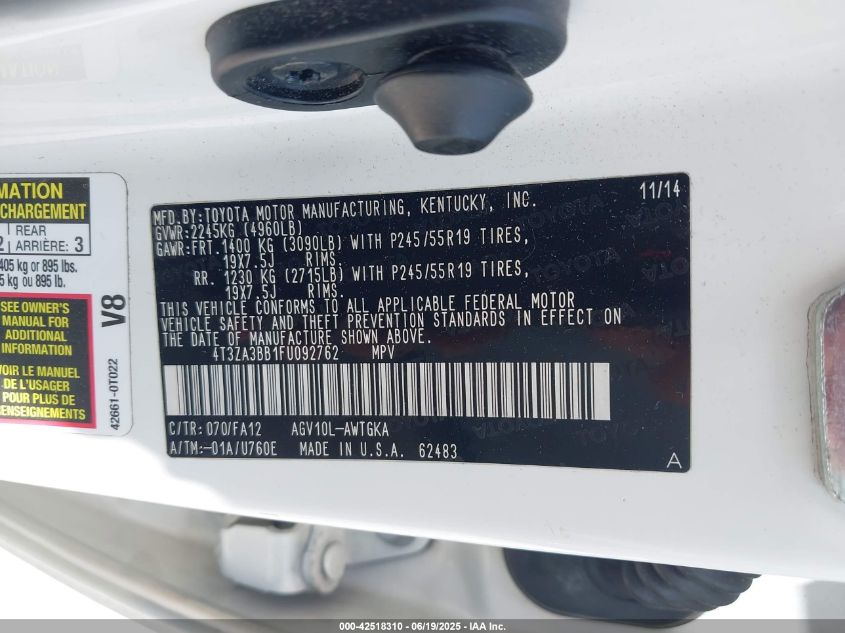 MATION
CHARGEMENT
1 REAR
2 ARRIÈRE: 3
405 kg or 895 lbs.
5 kg ou 895 lb.
SEE OWNER'S
MANUAL FOR
ADDITIONAL
INFORMATION
VOIR LE MANUEL
DE L'USAGER
POUR PLUS DE
RENSEIGNEMENTS
V8
42661-0T022
11/14
MFD.BY:TOYOTA MOTOR MANUFACTURING, KENTUCKY, INC.
GVWR:2245KG (4960LB)
GAWR:FRT. 1400 KG (3090LB) WITH P245/55R19 TIRES,
19X7.5J RIMS.
RR. 1230 KG (2715LB) WITH P245/55R19 TIRES,
19X7.5J RIMS.
THIS VEHICLE CONFORMS TO ALL APPLICABLE FEDERAL MOTOR
VEHICLE SAFETY AND THEFT PREVENTION STANDARDS IN EFFECT ON
THE DATE OF MANUFACTURE SHOWN ABOVE.
4T3ZA3BB1FU092762 MPV
C/TR: 070/FA12 AGV10L-AWTGKA
A/TM:-01A/U760E MADE IN U.S.A. 62483
A
000-42518310 - 06/19/2025 - IAA, Inc.